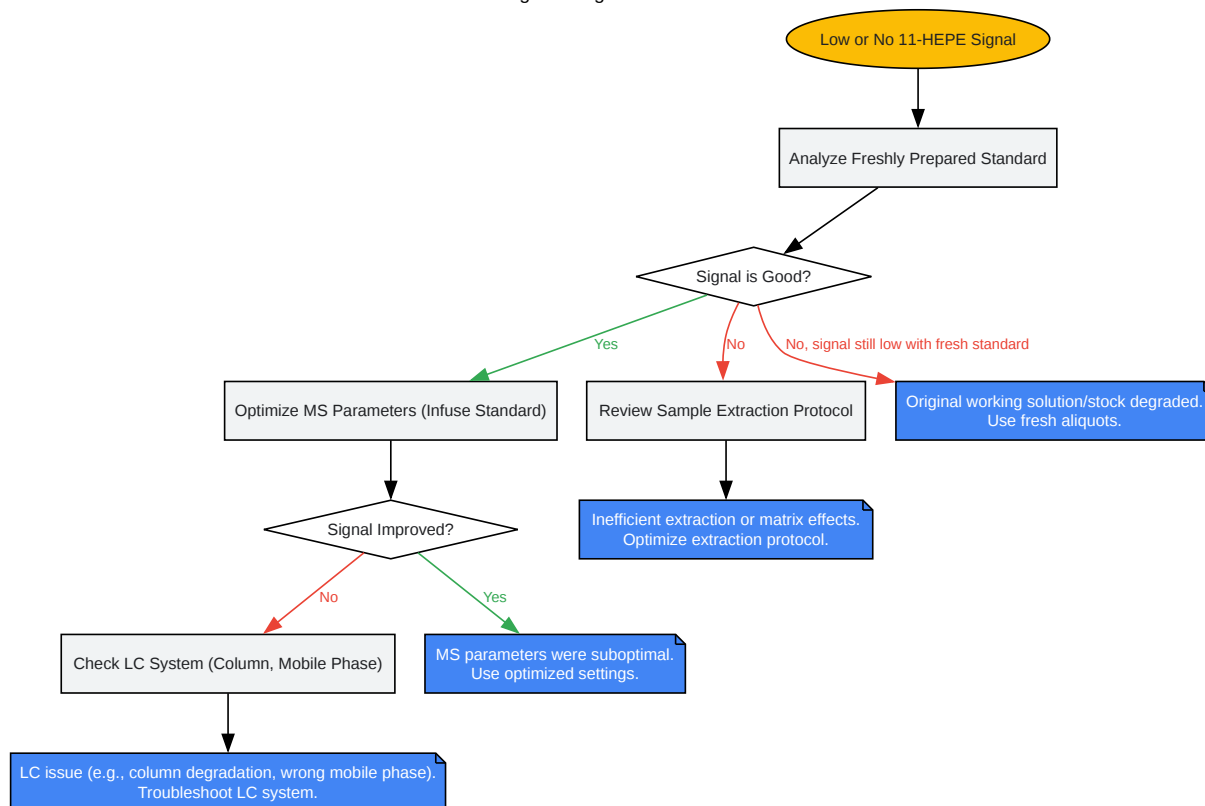 Low or No 11-HEPE Signal
Analyze Freshly Prepared Standard
Signal is Good?
Yes
No
No, signal still low with fresh standard
Optimize MS Parameters (Infuse Standard)
Review Sample Extraction Protocol
Original working solution/stock degraded.
Use fresh aliquots.
Signal Improved?
Inefficient extraction or matrix effects.
Optimize extraction protocol.
No
Yes
Check LC System (Column, Mobile Phase)
MS parameters were suboptimal.
Use optimized settings.
LC issue (e.g., column degradation, wrong mobile phase).
Troubleshoot LC system.